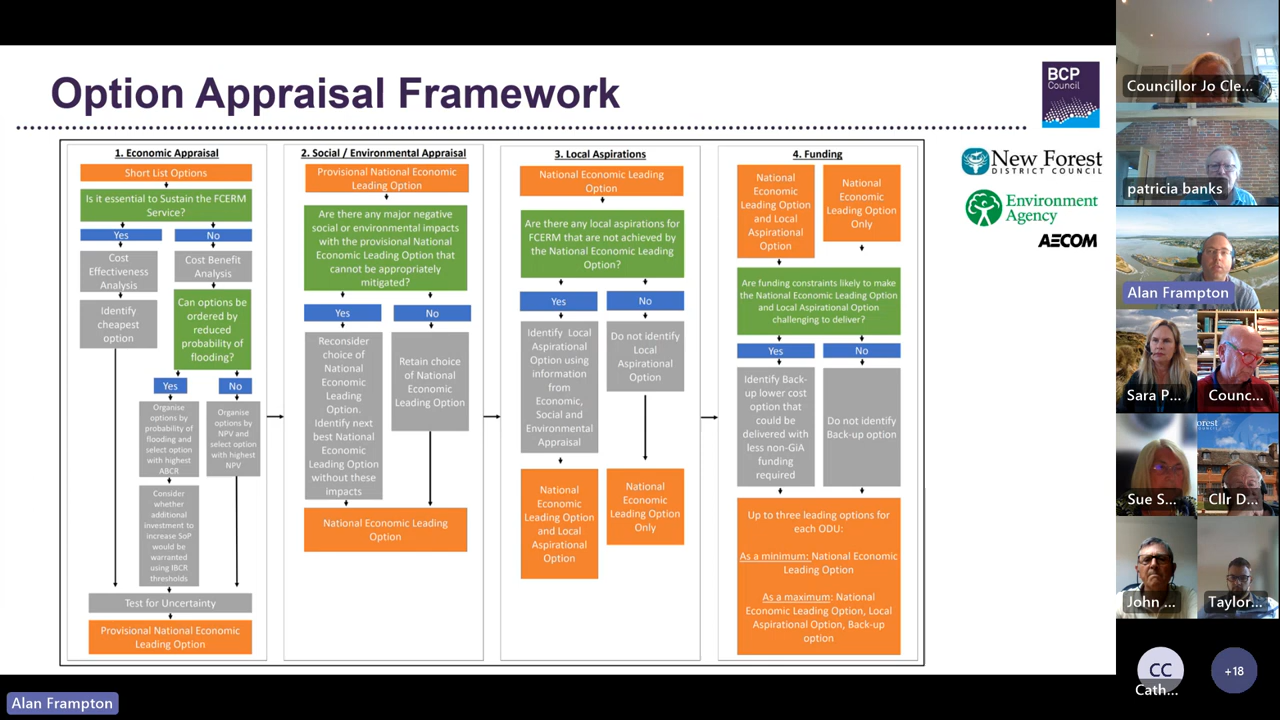 Option Appraisal Framework
BCP
Council
New Forest
DISTRICT COUNCIL
Environment
Agency
AECOM
1. Economic Appraisal
Short List Options
Is it essential to Sustain the FCERM
Service?
Yes
No
Cost
Effectiveness
Analysis
Cost Benefit
Analysis
Identify
cheapest
option
Can options be
ordered by
reduced
probability of
flooding?
Yes
No
Organise
options by
probability of
flooding and
select option
with highest
ABCR
Organise
options by
NPV and
select option
with highest
NPV
Consider
whether
additional
investment to
increase SoP
would be
warranted
using IBCR
thresholds
Test for Uncertainty
Provisional National Economic
Leading Option
2. Social / Environmental Appraisal
Provisional National Economic
Leading Option
Are there any major negative
social or environmental impacts
with the provisional National
Economic Leading Option that
cannot be appropriately
mitigated?
Yes
No
Reconsider
choice of
National
Economic
Leading
Option.
Identify next
best National
Economic
Leading Option
without these
impacts
Retain choice
of National
Economic
Leading Option
National Economic Leading
Option
3. Local Aspirations
National Economic Leading
Option
Are there any local aspirations for
FCERM that are not achieved by
the National Economic Leading
Option?
Yes
No
Identify Local
Aspirational
Option using
information
from
Economic,
Social and
Environmental
Appraisal
Do not identify
Local
Aspirational
Option
National
Economic
Leading Option
and Local
Aspirational
Option
National
Economic
Leading Option
Only
4. Funding
National
Economic
Leading Option
and Local
Aspirational
Option
National
Economic
Leading Option
Only
Are funding constraints likely to make
the National Economic Leading Option
and Local Aspirational Option
challenging to deliver?
Yes
No
Identify Back-
up lower cost
option that
could be
delivered with
less non-GiA
funding
required
Do not identify
Back-up option
Up to three leading options for
each ODU:
As a minimum: National Economic
Leading Option
As a maximum: National
Economic Leading Option, Local
Aspirational Option, Back-up
option
Alan Frampton
Councillor Jo Cle...
patricia banks
Alan Frampton
Sara P...
Counc...
Sue S...
Cllr D...
John ...
Taylor...
CC
Cath...
+18